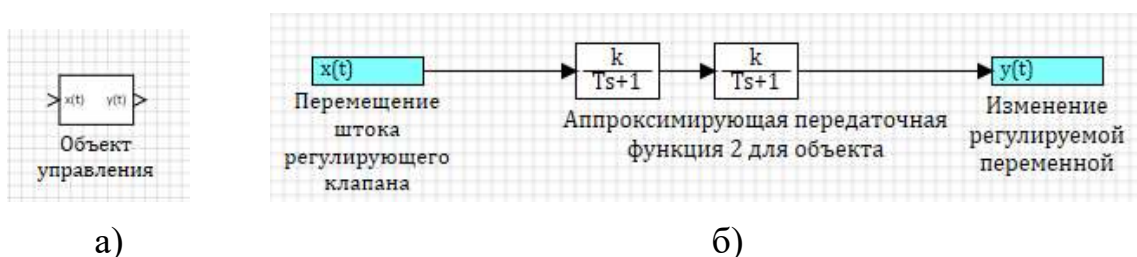 x(t) y(t)
Объект
управления
а)
x(t)
Перемещение
штока
регулирующего
клапана
k
Ts+1
k
Ts+1
Аппроксимирующая передаточная
функция 2 для объекта
y(t)
Изменение
регулируемой
переменной
б)